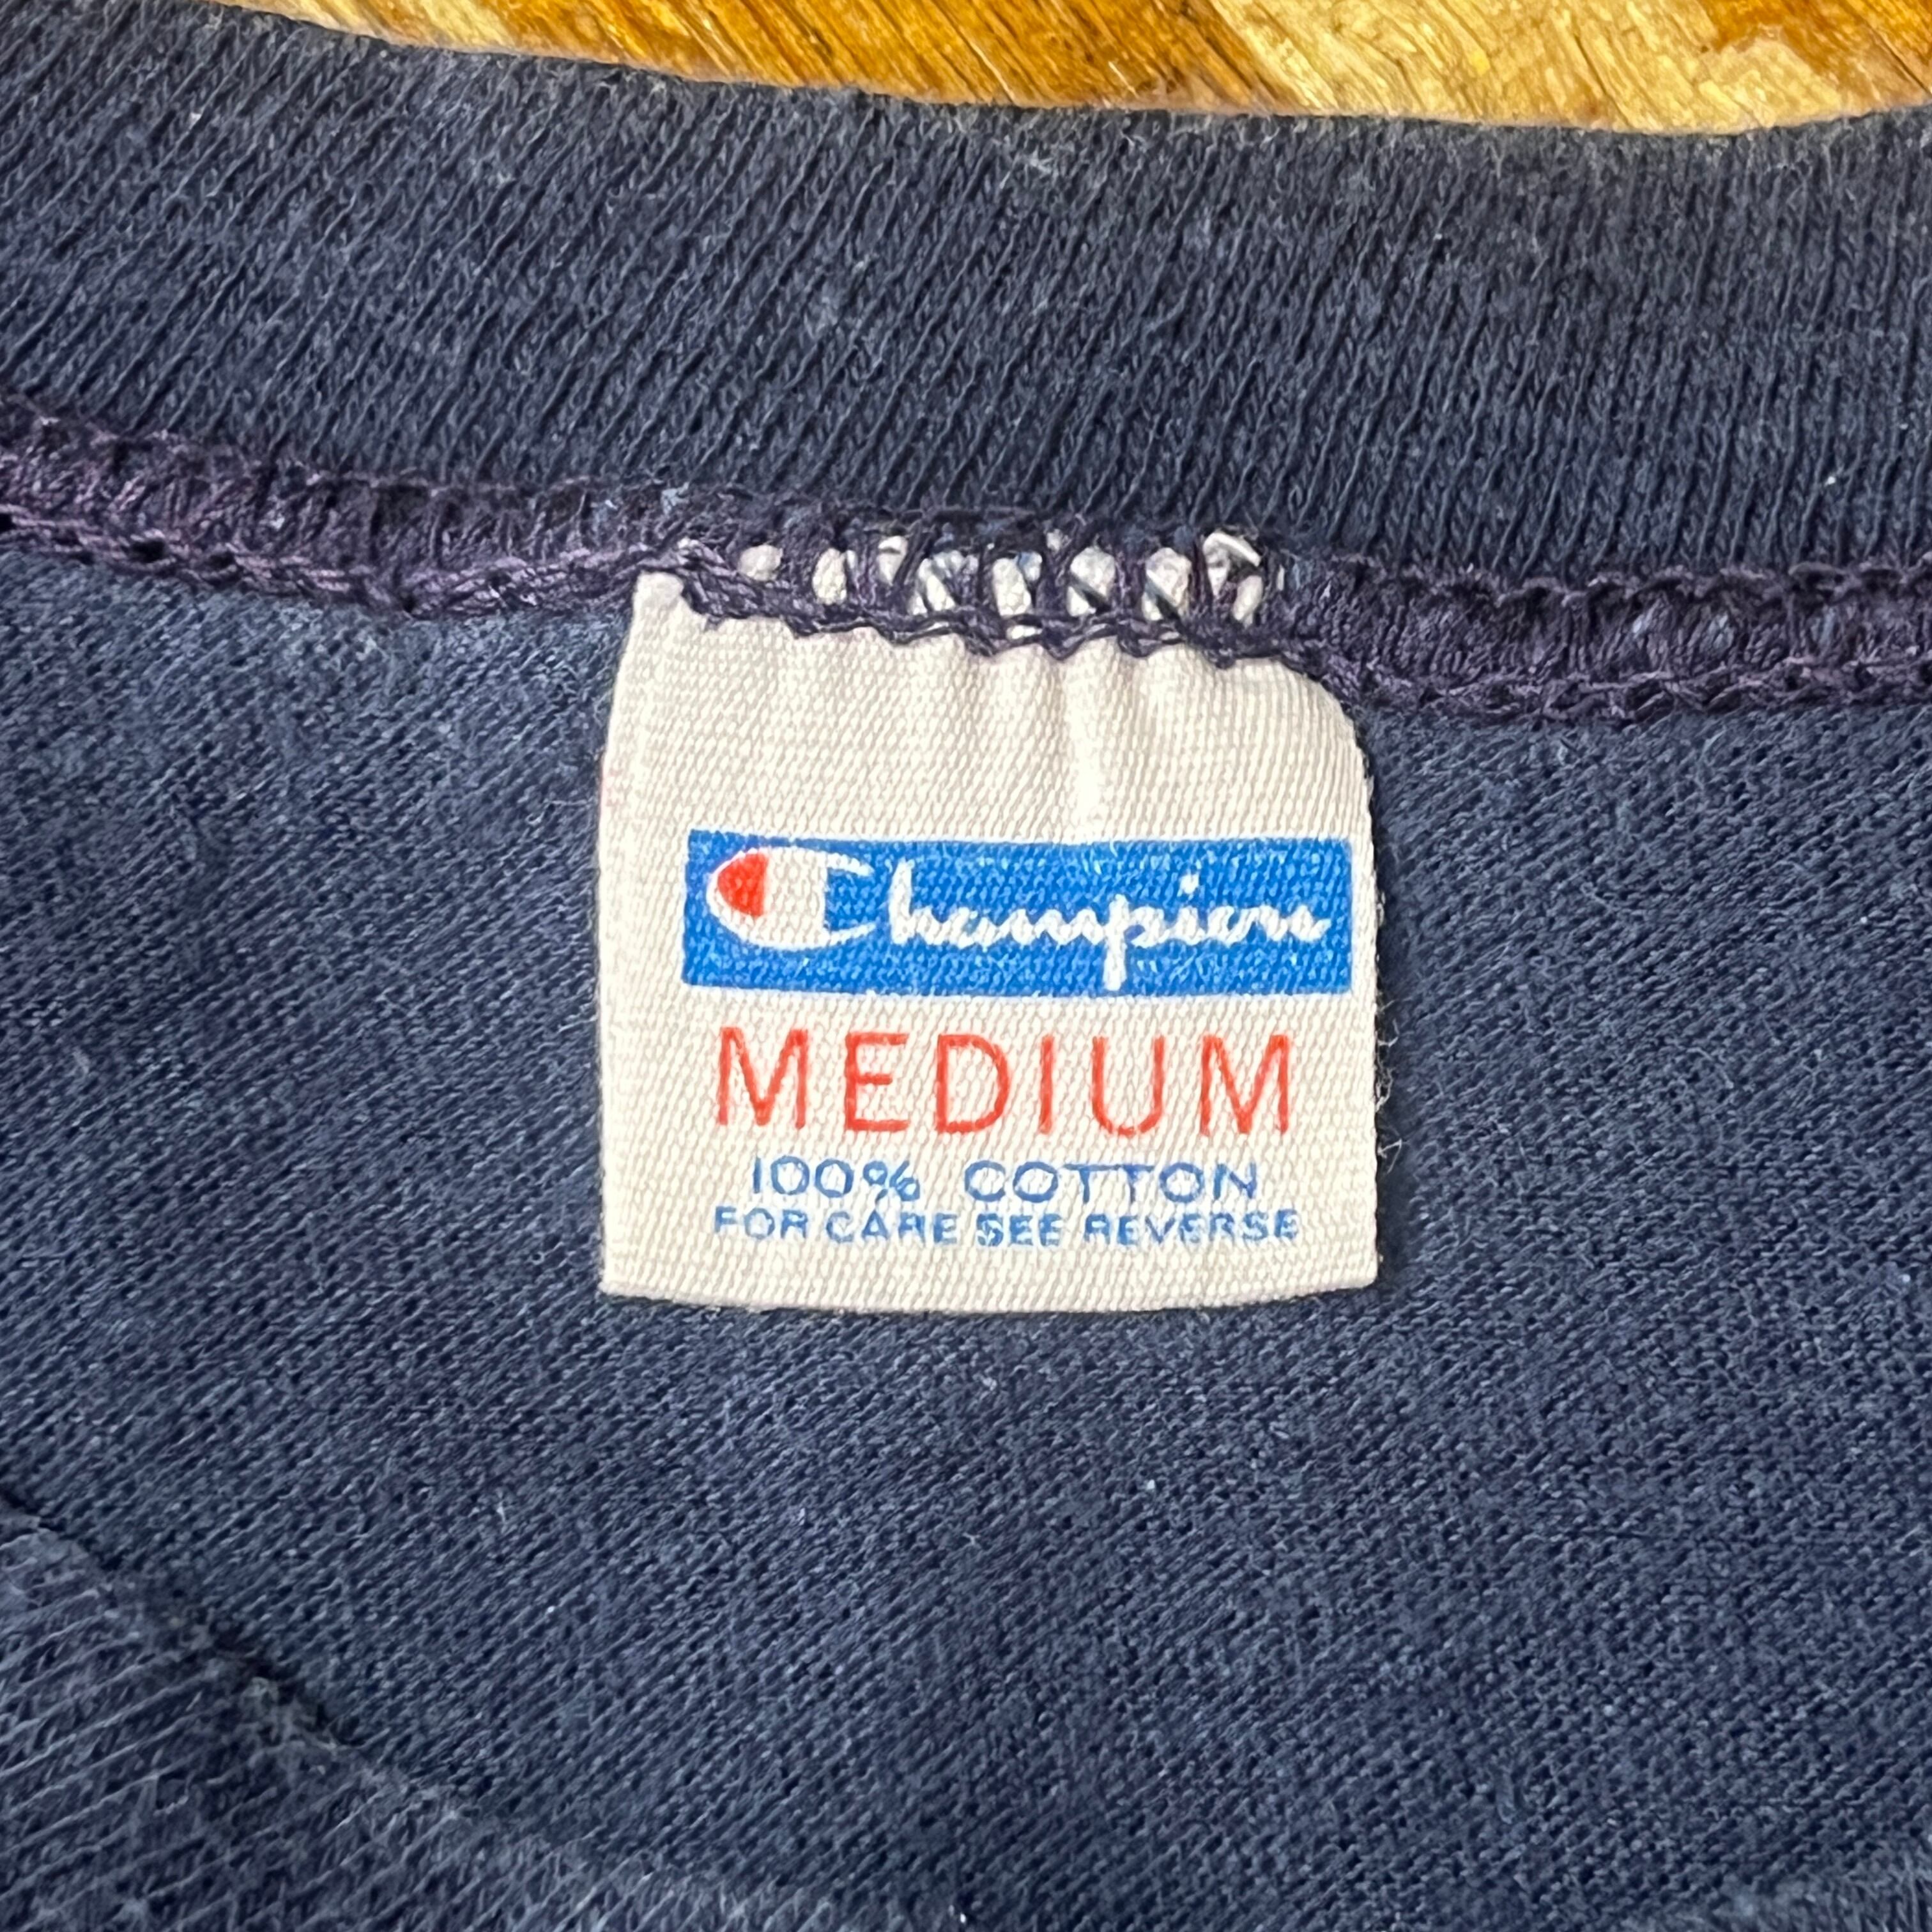 Champion
MEDIUM
100% COTTON
FOR CARE SEE REVERSE